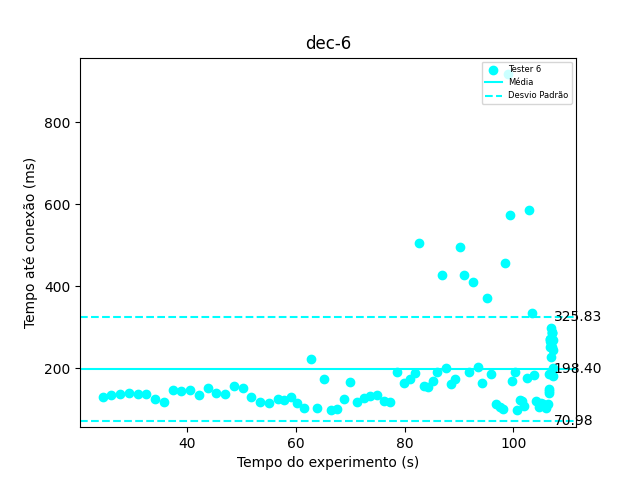 dec-6
Tester 6
Média
Desvio Padrão
800
600
400
200
Tempo até conexão (ms)
325.83
198.40
70.98
40 60 80 100
Tempo do experimento (s)